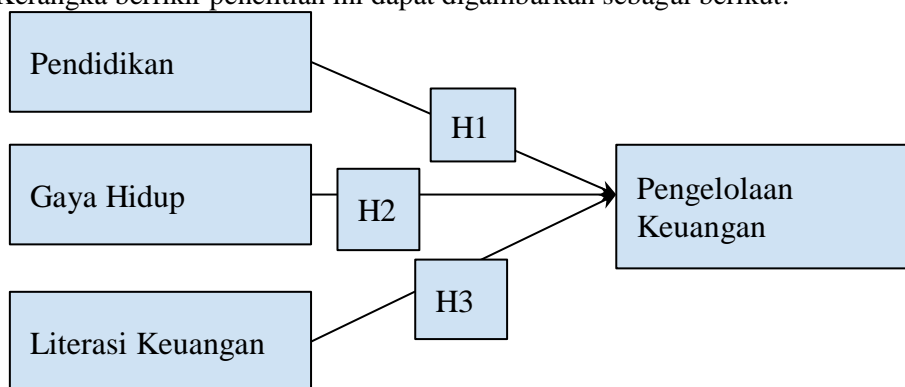 Kerangka berfikir penelitian ini dapat digambarkan sebagai berikut:
Pendidikan
H1
Gaya Hidup
H2
Pengelolaan
Keuangan
H3
Literasi Keuangan